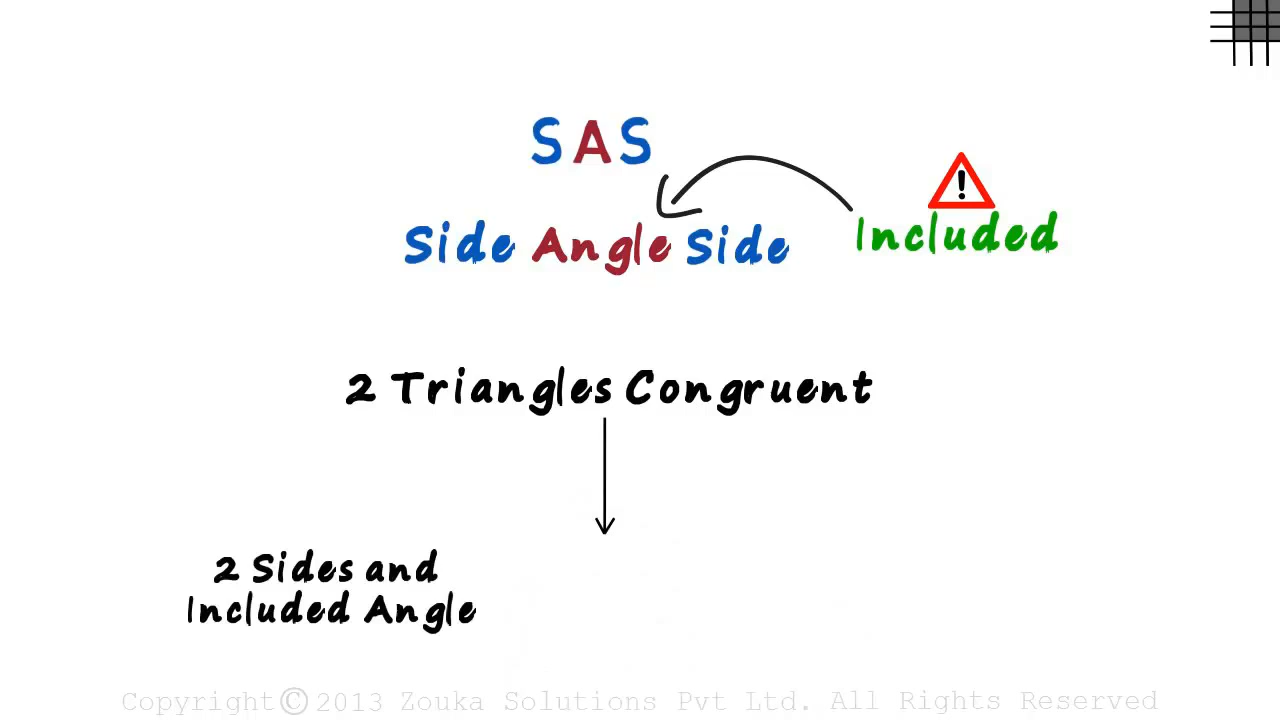 SAS
Side Angle Side
Included
2 Triangles Congruent
2 Sides and
Included Angle
Copyright © 2013 Zouka Solutions Pvt Ltd. All Rights Reserved